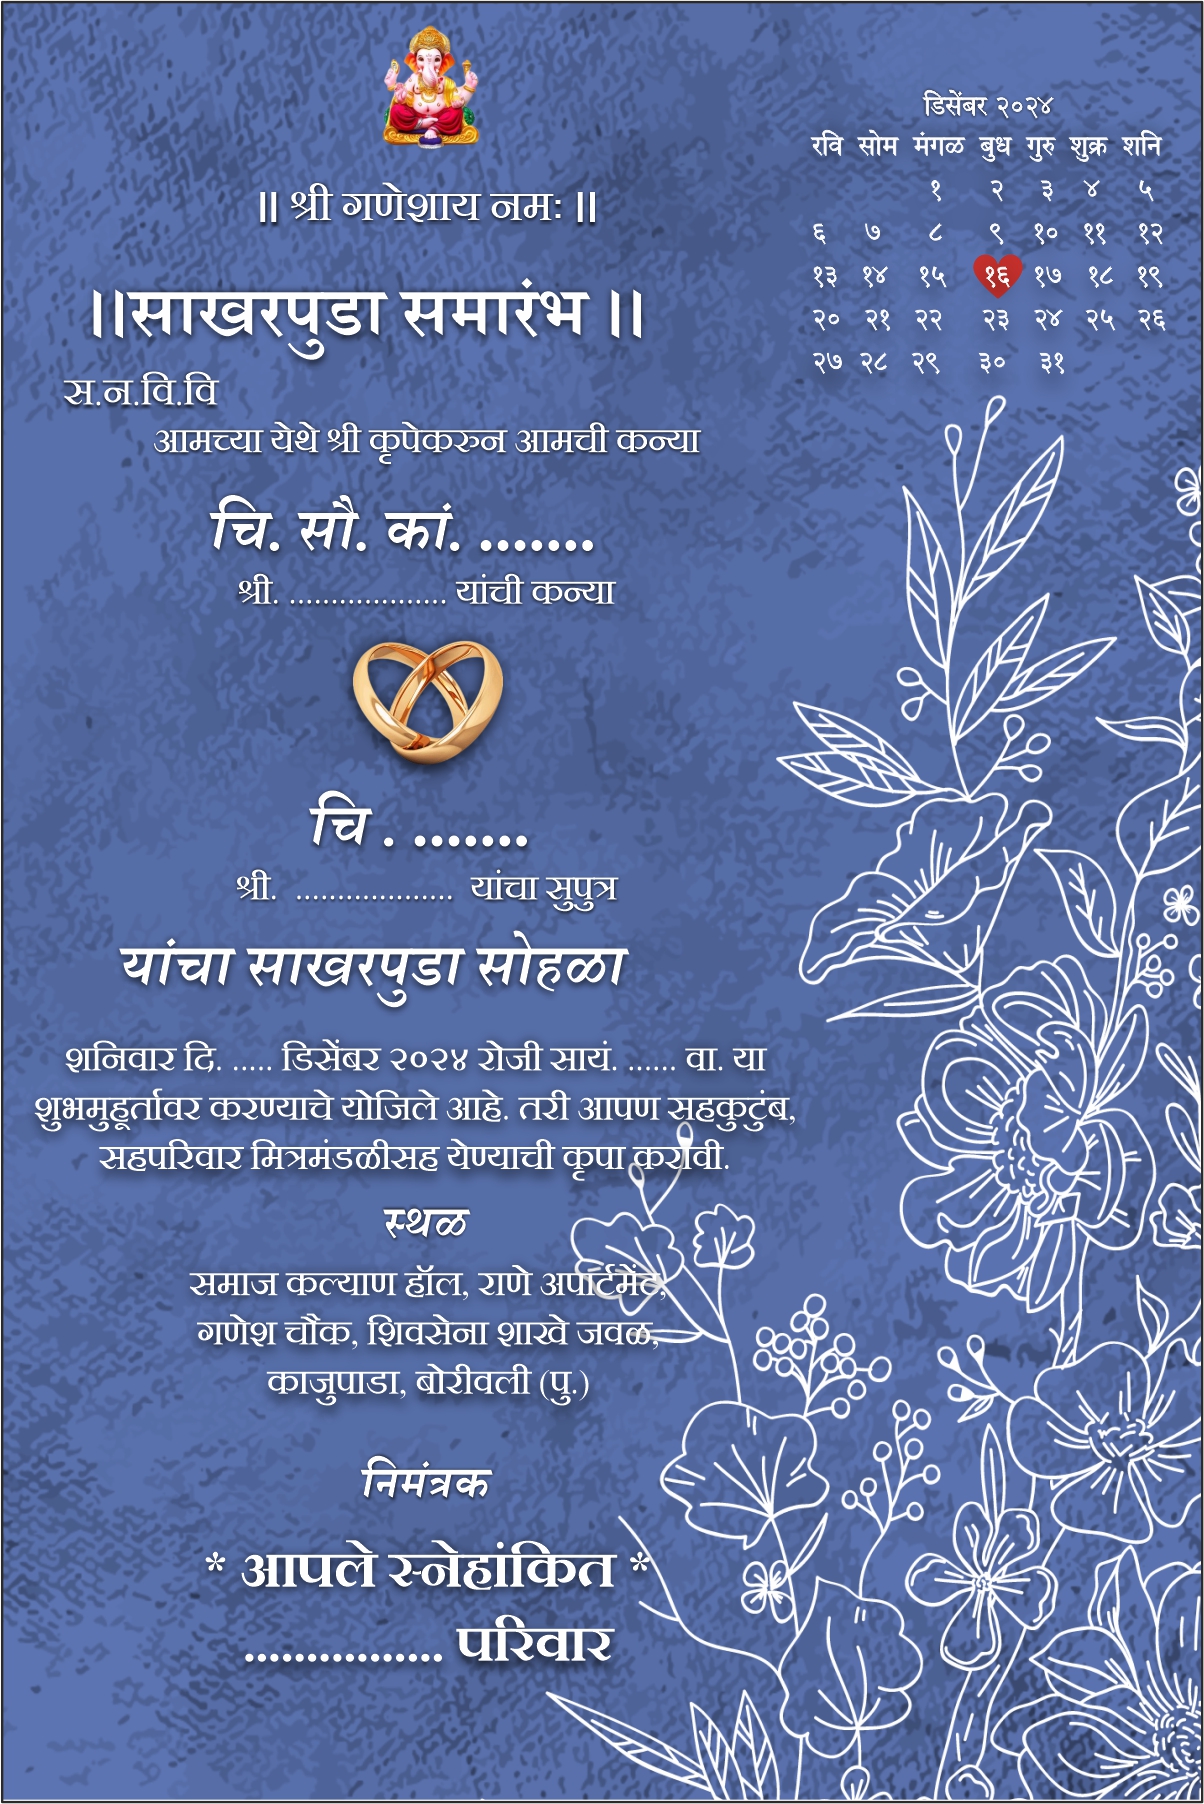 || श्री गणेशाय नमः ||
डिसेंबर २०२४
रवि सोम मंगळ बुध गुरु शुक्र शनि
१ २ ३ ४ ५
६ ७ ८ ९ १० ११ १२
१३ १४ १५ १६ १७ १८ १९
२० २१ २२ २३ २४ २५ २६
२७ २८ २९ ३० ३१
।।साखरपुडा समारंभ ।।
स.न.वि.वि
आमच्या येथे श्री कृपेकरुन आमची कन्या
चि. सौ. कां. .......
श्री. ................... यांची कन्या
चि . .......
श्री. ................... यांचा सुपुत्र
यांचा साखरपुडा सोहळा
शनिवार दि. ..... डिसेंबर २०२४ रोजी सायं. ...... वा. या
शुभमुहूर्तावर करण्याचे योजिले आहे. तरी आपण सहकुटुंब,
सहपरिवार मित्रमंडळीसह येण्याची कृपा करावी.
स्थळ
समाज कल्याण हॉल, राणे अपार्टमेंट,
गणेश चौक, शिवसेना शाखे जवळ,
काजुपाडा, बोरीवली (पु.)
निमंत्रक
* आपले स्नेहांकित *
................ परिवार